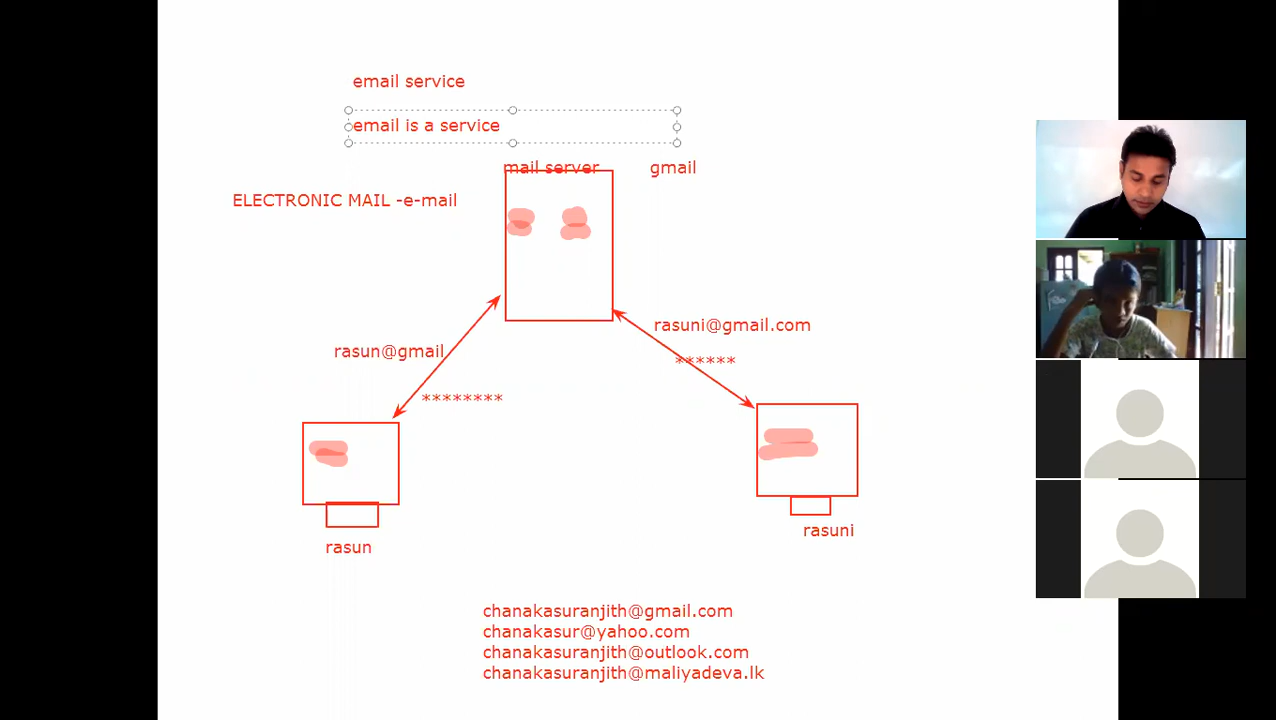 email service
email is a service
mail server
gmail
ELECTRONIC MAIL -e-mail
rasuni@gmail.com
rasun@gmail
******
********
rasuni
rasun
chanakasuranjith@gmail.com
chanakasur@yahoo.com
chanakasuranjith@outlook.com
chanakasuranjith@maliyadeva.lk